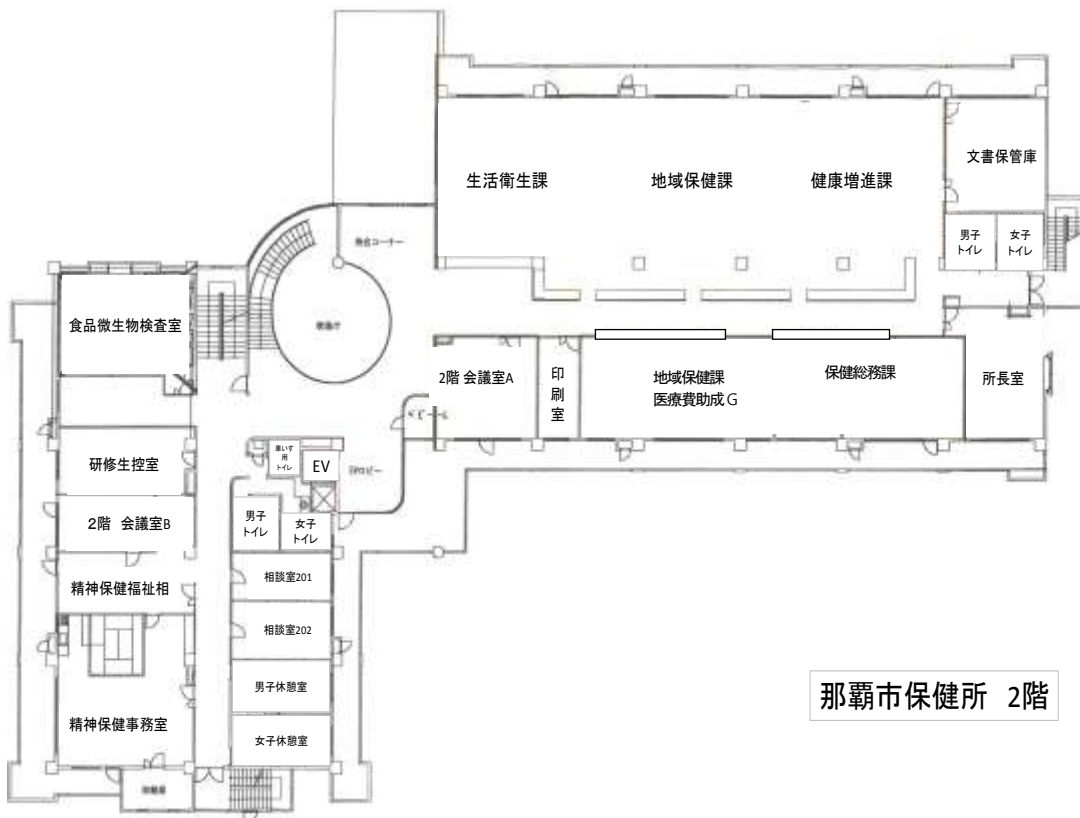 生活衛生課
地域保健課
健康増進課
文書保管庫
男子
トイレ
女子
トイレ
食品微生物検査室
2階 会議室A
印
刷
室
地域保健課
医療費助成G
保健総務課
所長室
研修生控室
車いす
用
トイレ
EV
EVロビー
2階 会議室B
男子
トイレ
女子
トイレ
相談室201
精神保健福祉相
相談室202
男子休憩室
那覇市保健所 2階
精神保健事務室
女子休憩室